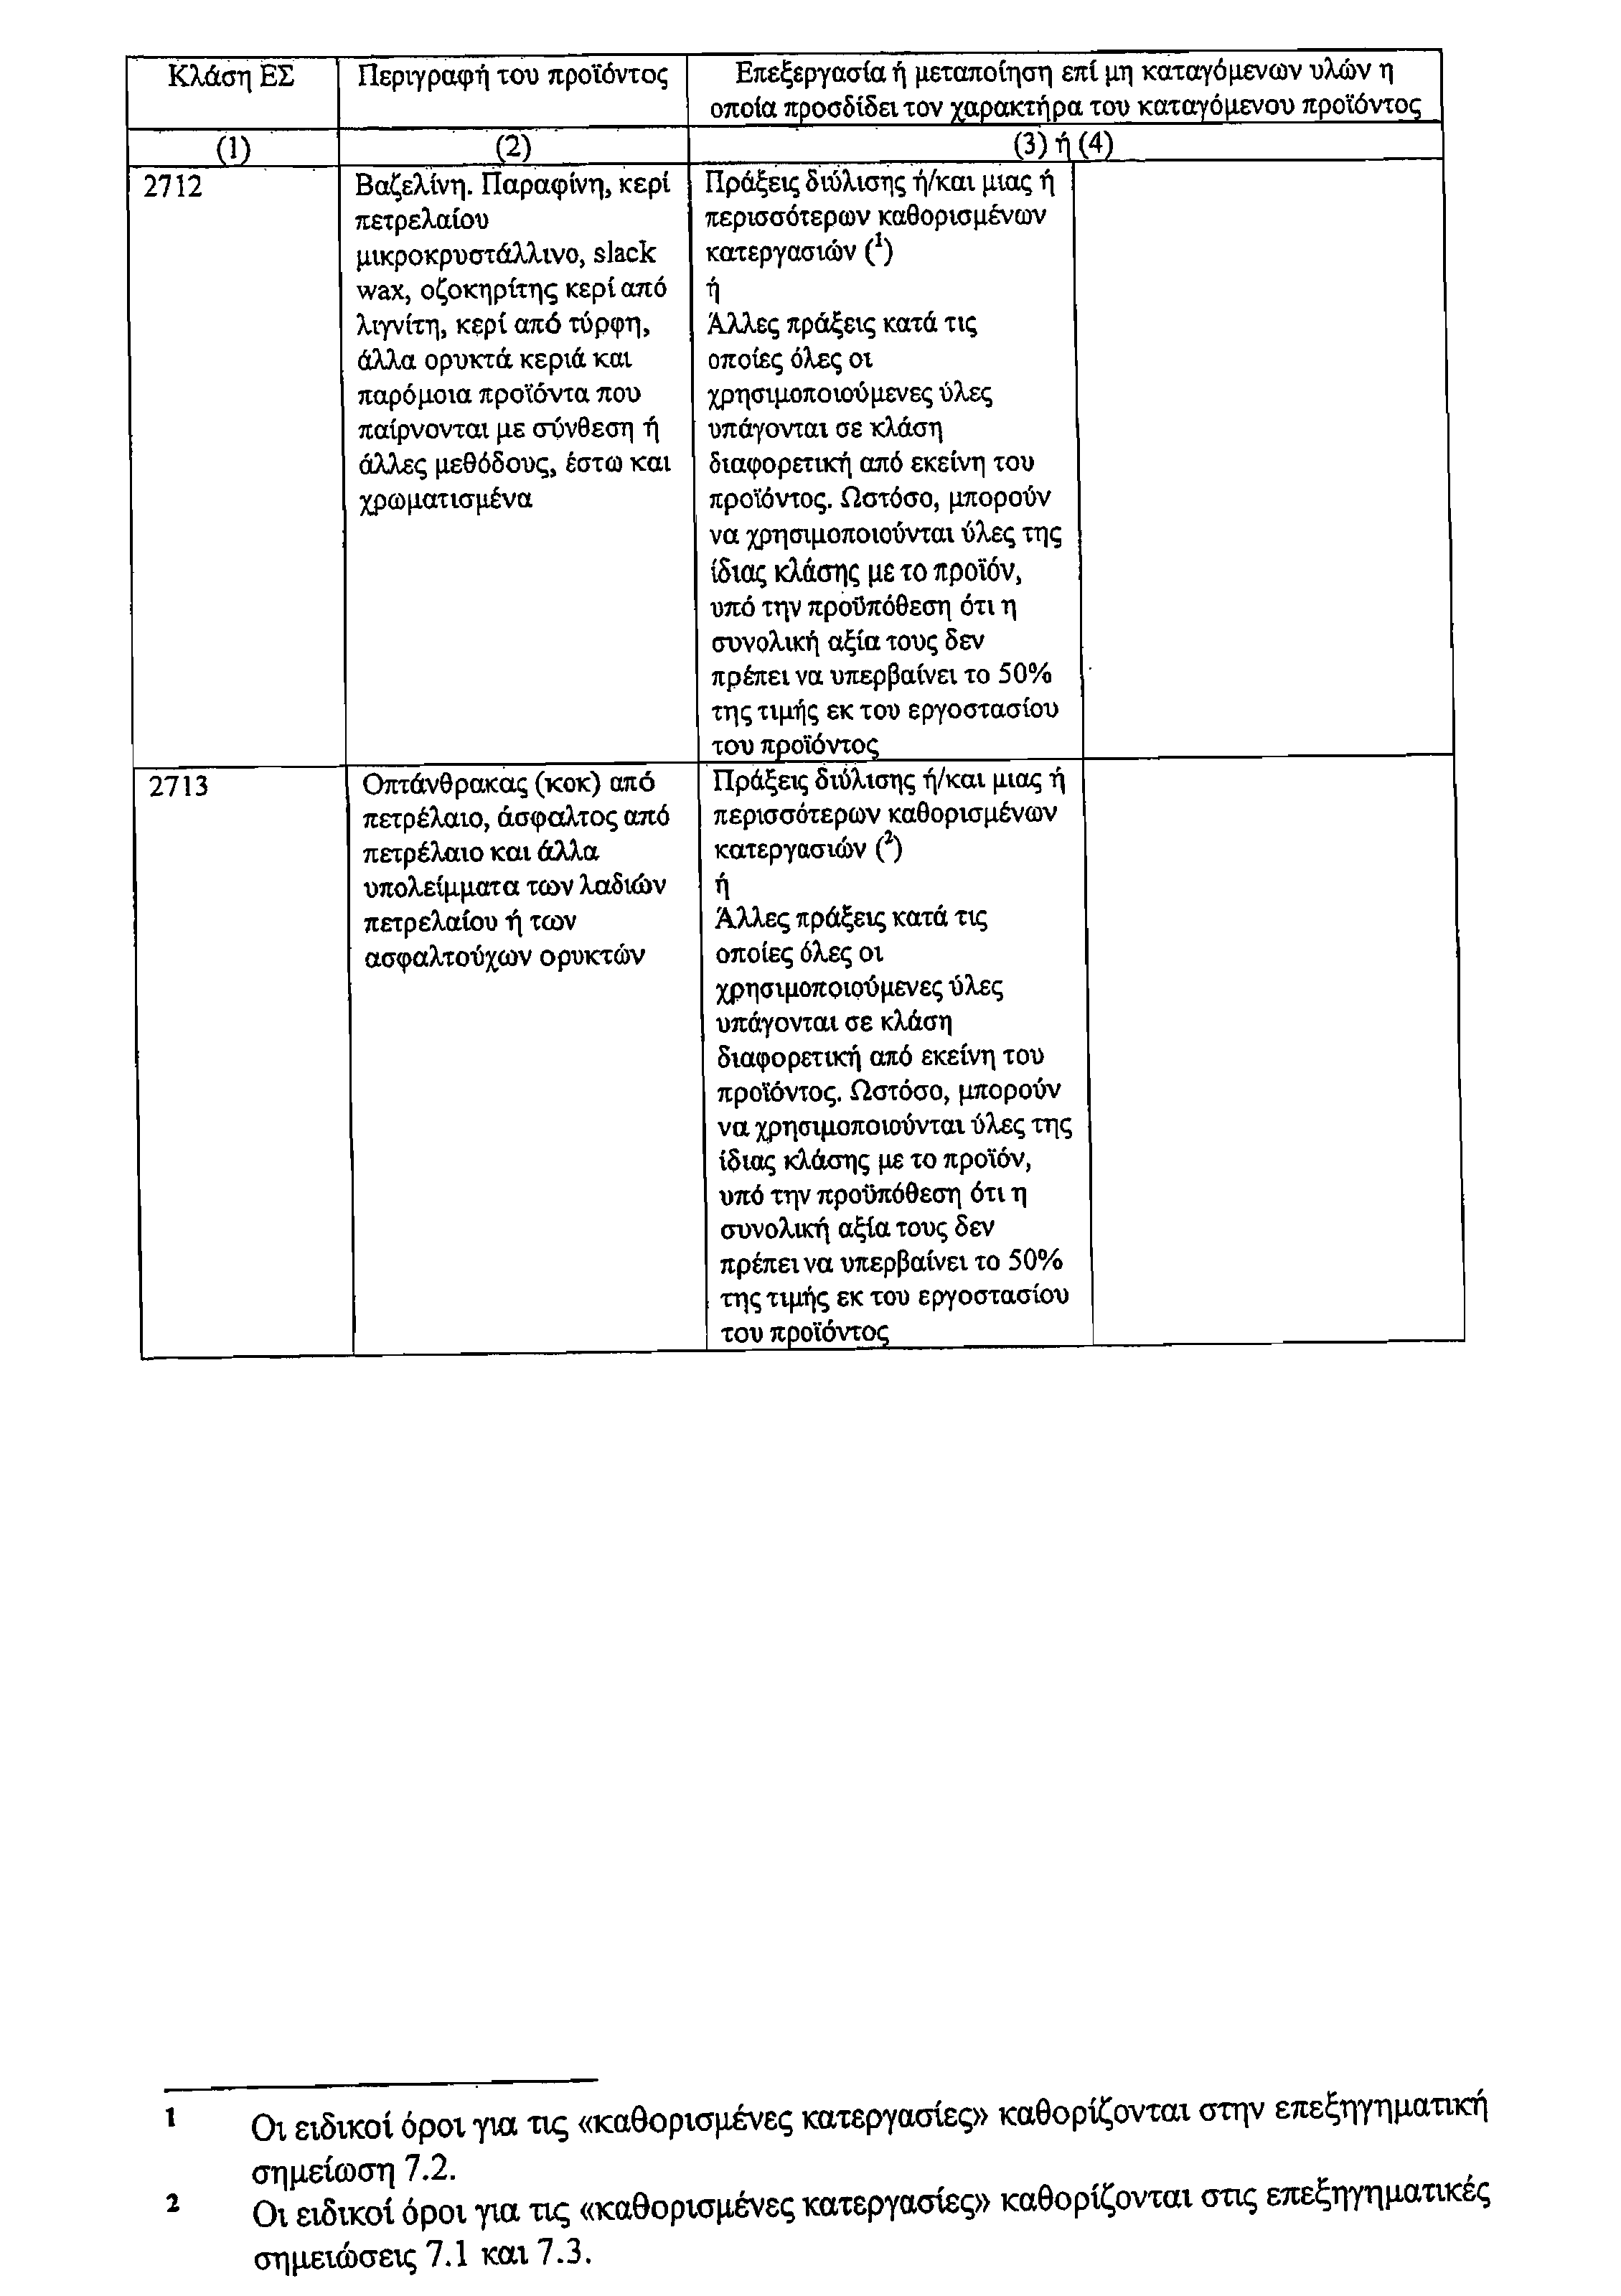 Κλάση ΕΣ
Περιγραφή του προϊόντος
Επεξεργασία ή μεταποίηση επί μη καταγόμενων υλών η
οποία προσδίδει τον χαρακτήρα του καταγόμενου προϊόντος
(1)
(2)
(3) ή (4)
2712
Βαζελίνη. Παραφίνη, κερί
πετρελαίου
μικροκρυστάλλινο, slack
wax, οζοκηρίτης κερί από
λιγνίτη, κερί από τύρφη,
άλλα ορυκτά κεριά και
παρόμοια προϊόντα που
παίρνονται με σύνθεση ή
άλλες μεθόδους, έστω και
χρωματισμένα
Πράξεις διύλισης ή/και μιας ή
περισσότερων καθορισμένων
κατεργασιών (¹)
ή
Άλλες πράξεις κατά τις
οποίες όλες οι
χρησιμοποιούμενες ύλες
υπάγονται σε κλάση
διαφορετική από εκείνη του
προϊόντος. Ωστόσο, μπορούν
να χρησιμοποιούνται ύλες της
ίδιας κλάσης με το προϊόν,
υπό την προϋπόθεση ότι η
συνολική αξία τους δεν
πρέπει να υπερβαίνει το 50%
της τιμής εκ του εργοστασίου
του προϊόντος
2713
Οπτάνθρακας (κοκ) από
πετρέλαιο, άσφαλτος από
πετρέλαιο και άλλα
υπολείμματα των λαδιών
πετρελαίου ή των
ασφαλτούχων ορυκτών
Πράξεις διύλισης ή/και μιας ή
περισσότερων καθορισμένων
κατεργασιών (²)
ή
Άλλες πράξεις κατά τις
οποίες όλες οι
χρησιμοποιούμενες ύλες
υπάγονται σε κλάση
διαφορετική από εκείνη του
προϊόντος. Ωστόσο, μπορούν
να χρησιμοποιούνται ύλες της
ίδιας κλάσης με το προϊόν,
υπό την προϋπόθεση ότι η
συνολική αξία τους δεν
πρέπει να υπερβαίνει το 50%
της τιμής εκ του εργοστασίου
του προϊόντος
1 Οι ειδικοί όροι για τις «καθορισμένες κατεργασίες» καθορίζονται στην επεξηγηματική
σημείωση 7.2.
2 Οι ειδικοί όροι για τις «καθορισμένες κατεργασίες» καθορίζονται στις επεξηγηματικές
σημειώσεις 7.1 και 7.3.